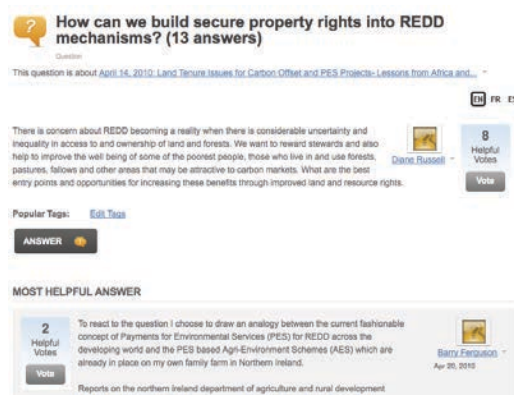 How can we build secure property rights into REDD
mechanisms? (13 answers)
Question
This question is about April 14, 2010: Land Tenure Issues for Carbon Offset and PES Projects- Lessons from Africa and...
EN FR ES
There is concern about REDD becoming a reality when there is considerable uncertainty and
inequality in access to and ownership of land and forests. We want to reward stewards and also
help to improve the well being of some of the poorest people, those who live in and use forests,
pastures, fallows and other areas that may be attractive to carbon markets. What are the best
entry points and opportunities for increasing these benefits through improved land and resource rights.
Diane Russell
8
Helpful
Votes
Vote
Popular Tags: Edit Tags
ANSWER
MOST HELPFUL ANSWER
2
Helpful
Votes
Vote
To react to the question I choose to draw an analogy between the current fashionable
concept of Payments for Environmental Services (PES) for REDD across the
developing world and the PES based Agri-Environment Schemes (AES) which are
already in place on my own family farm in Northern Ireland.
Reports on the northern Ireland department of agriculture and rural development
Barry Ferguson
Apr 20, 2010